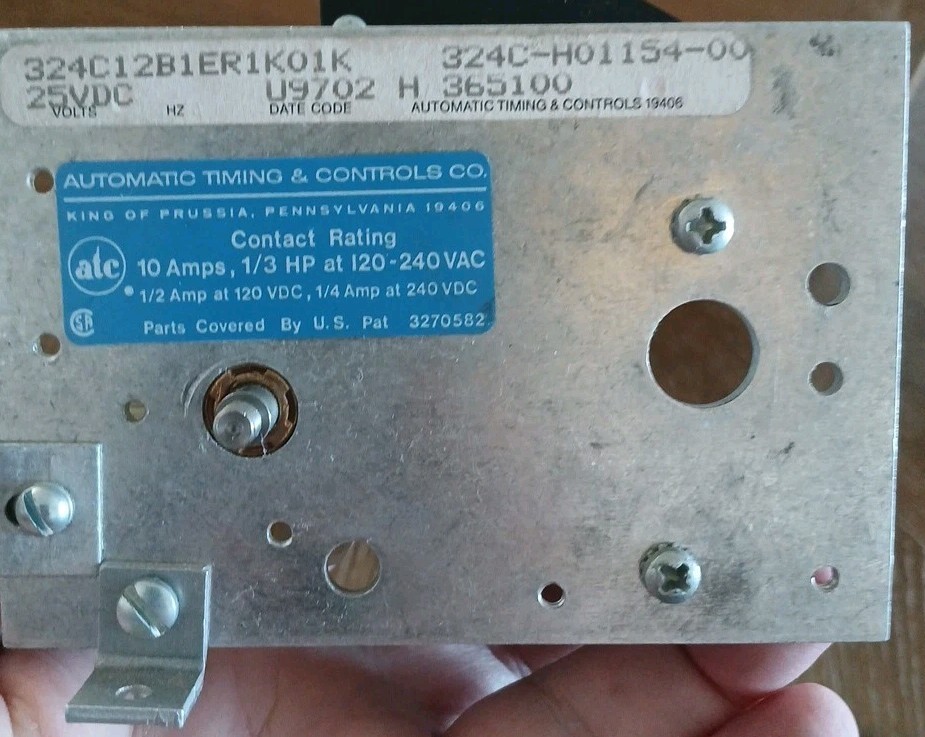 324C12B1ER1K01K 324C-H01154-00
25VDC U9702 H 365100
VOLTS HZ DATE CODE AUTOMATIC TIMING & CONTROLS 19406
AUTOMATIC TIMING & CONTROLS CO.
KING OF PRUSSIA, PENNSYLVANIA 19406
Contact Rating
atc 10 Amps, 1/3 HP at 120-240 VAC
1/2 Amp at 120 VDC, 1/4 Amp at 240 VDC
SA Parts Covered By U.S. Pat 3270582